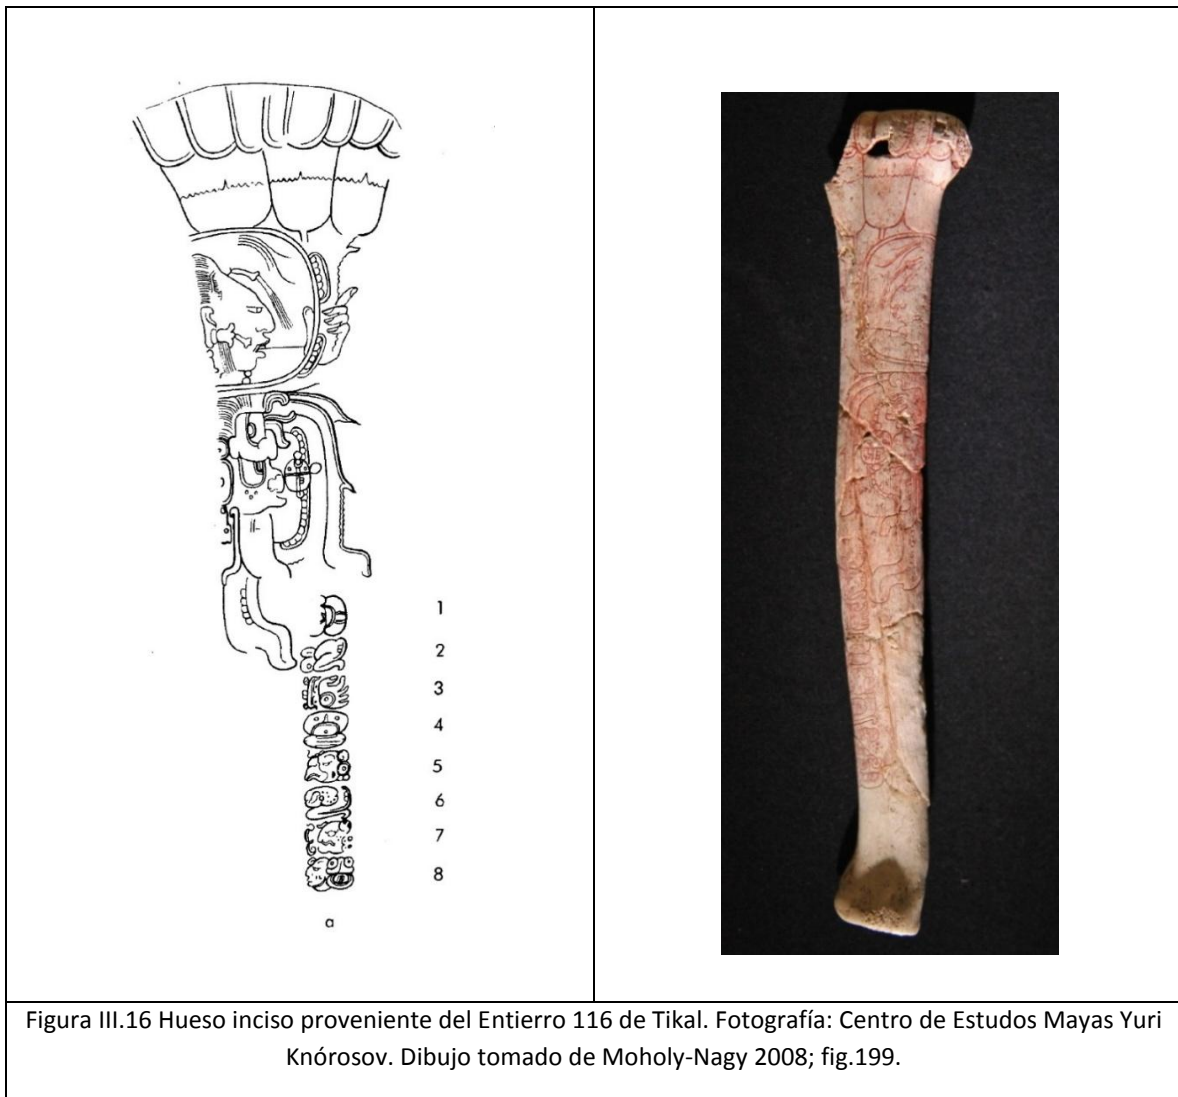 1
2
3
4
5
6
7
8
a
Figura III.16 Hueso inciso proveniente del Entierro 116 de Tikal. Fotografía: Centro de Estudos Mayas Yuri
Knórosov. Dibujo tomado de Moholy-Nagy 2008; fig.199.